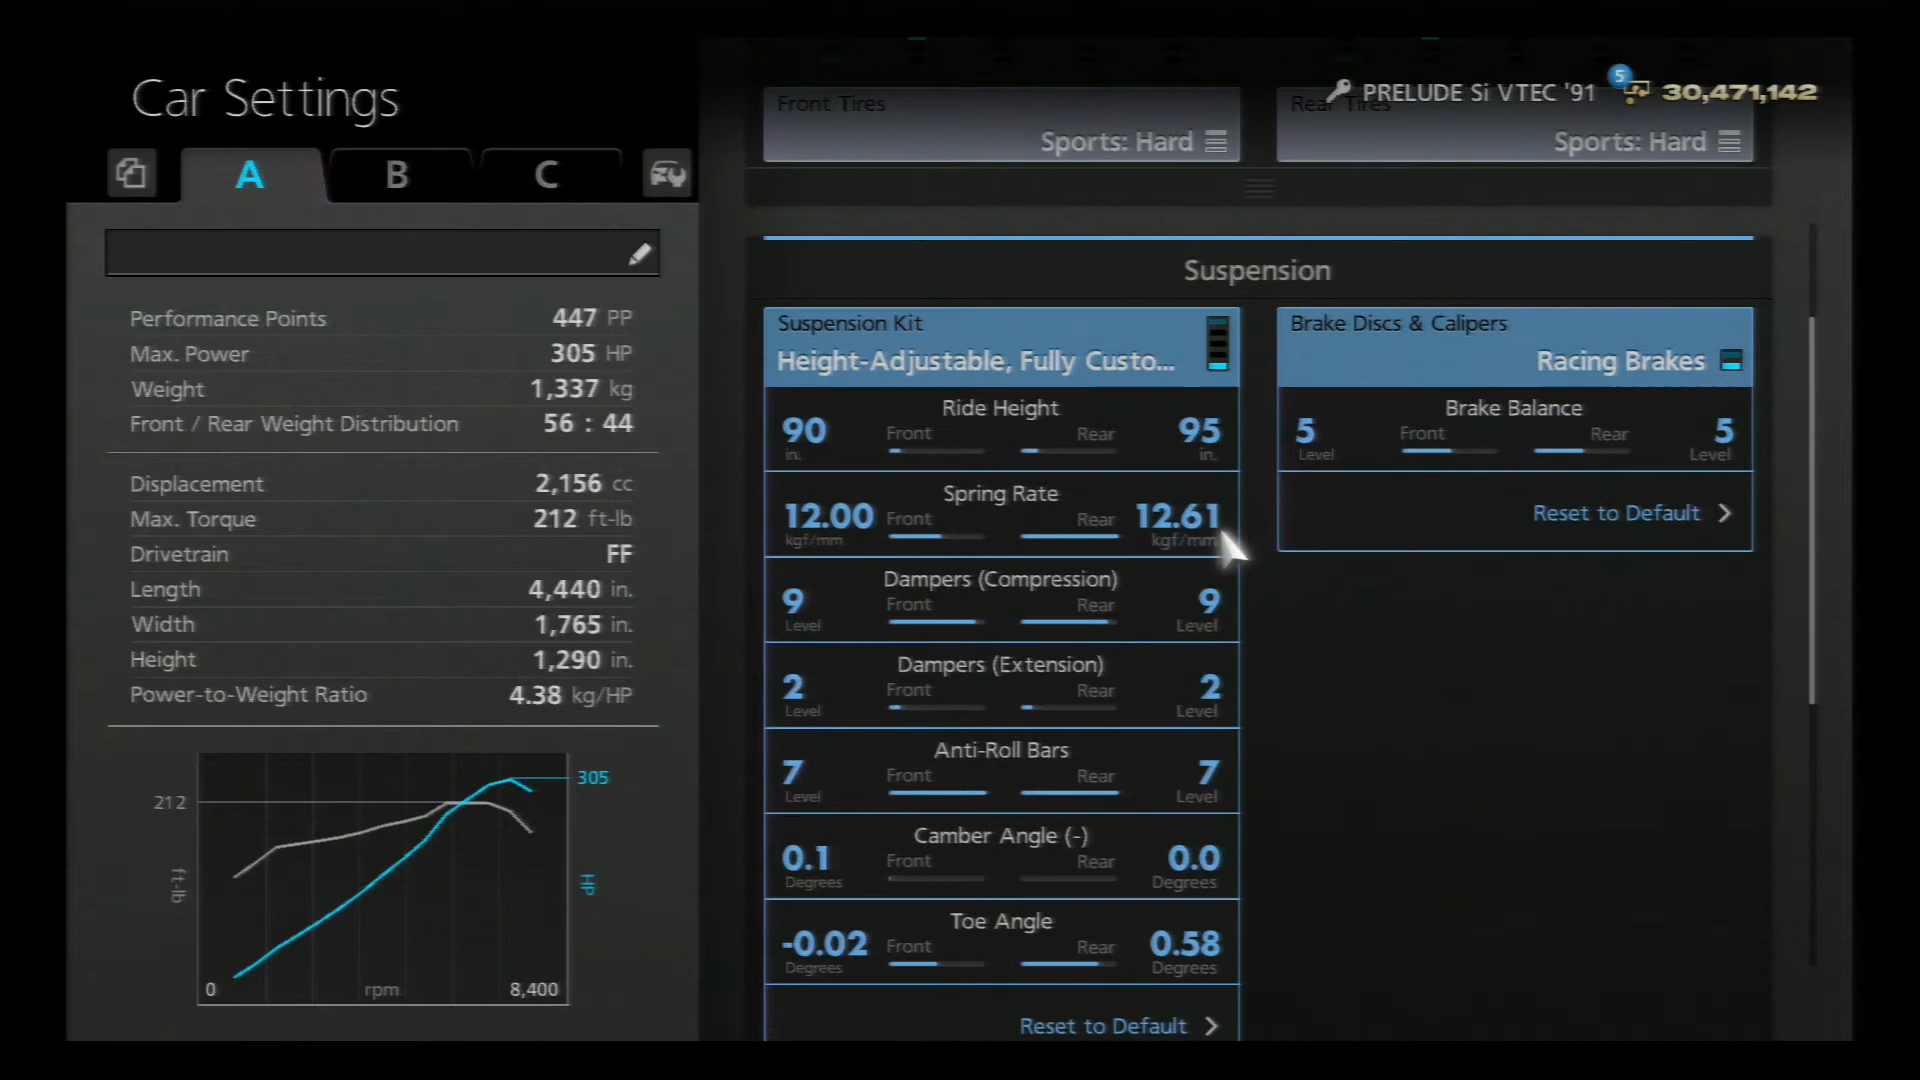 Car Settings
PRELUDE Si VTEC '91
5
30,471,142
A
B
C
Front Tires
Sports: Hard
Rear Tires
Sports: Hard
Performance Points 447 PP
Max. Power 305 HP
Weight 1,337 kg
Front / Rear Weight Distribution 56 : 44
Displacement 2,156 cc
Max. Torque 212 ft-lb
Drivetrain FF
Length 4,440 in.
Width 1,765 in.
Height 1,290 in.
Power-to-Weight Ratio 4.38 kg/HP
305
212
ft-lb
HP
0 rpm 8,400
Suspension
Suspension Kit
Height-Adjustable, Fully Custo...
Ride Height
90 in. Front Rear 95 in.
Spring Rate
12.00 kgf/mm Front Rear 12.61 kgf/mm
Dampers (Compression)
9 Level Front Rear 9 Level
Dampers (Extension)
2 Level Front Rear 2 Level
Anti-Roll Bars
7 Level Front Rear 7 Level
Camber Angle (-)
0.1 Degrees Front Rear 0.0 Degrees
Toe Angle
-0.02 Degrees Front Rear 0.58 Degrees
Reset to Default
Brake Discs & Calipers
Racing Brakes
Brake Balance
5 Level Front Rear 5 Level
Reset to Default